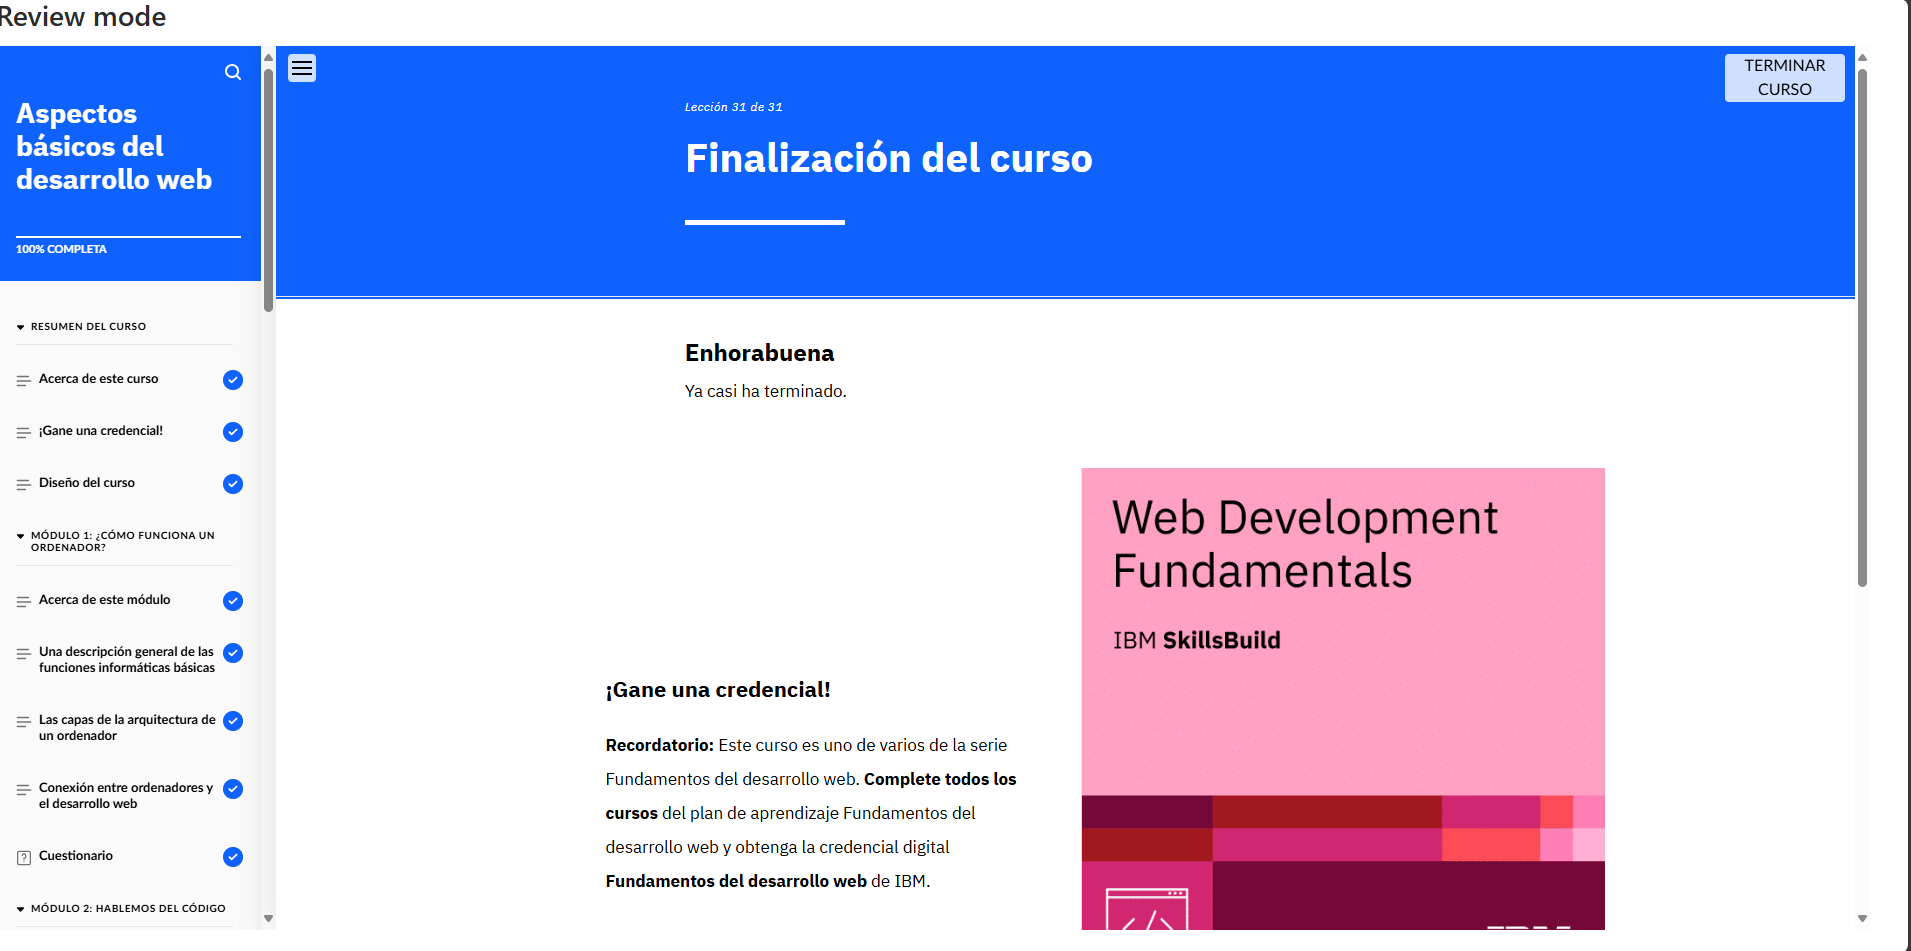 Review mode
Aspectos
básicos del
desarrollo web
100% COMPLETA
RESUMEN DEL CURSO
Acerca de este curso
¡Gane una credencial!
Diseño del curso
MÓDULO 1: ¿CÓMO FUNCIONA UN
ORDENADOR?
Acerca de este módulo
Una descripción general de las
funciones informáticas básicas
Las capas de la arquitectura de
un ordenador
Conexión entre ordenadores y
el desarrollo web
Cuestionario
MÓDULO 2: HABLEMOS DEL CÓDIGO
TERMINAR
CURSO
Lección 31 de 31
Finalización del curso
Enhorabuena
Ya casi ha terminado.
¡Gane una credencial!
Recordatorio: Este curso es uno de varios de la serie
Fundamentos del desarrollo web. Complete todos los
cursos del plan de aprendizaje Fundamentos del
desarrollo web y obtenga la credencial digital
Fundamentos del desarrollo web de IBM.
Web Development
Fundamentals
IBM SkillsBuild